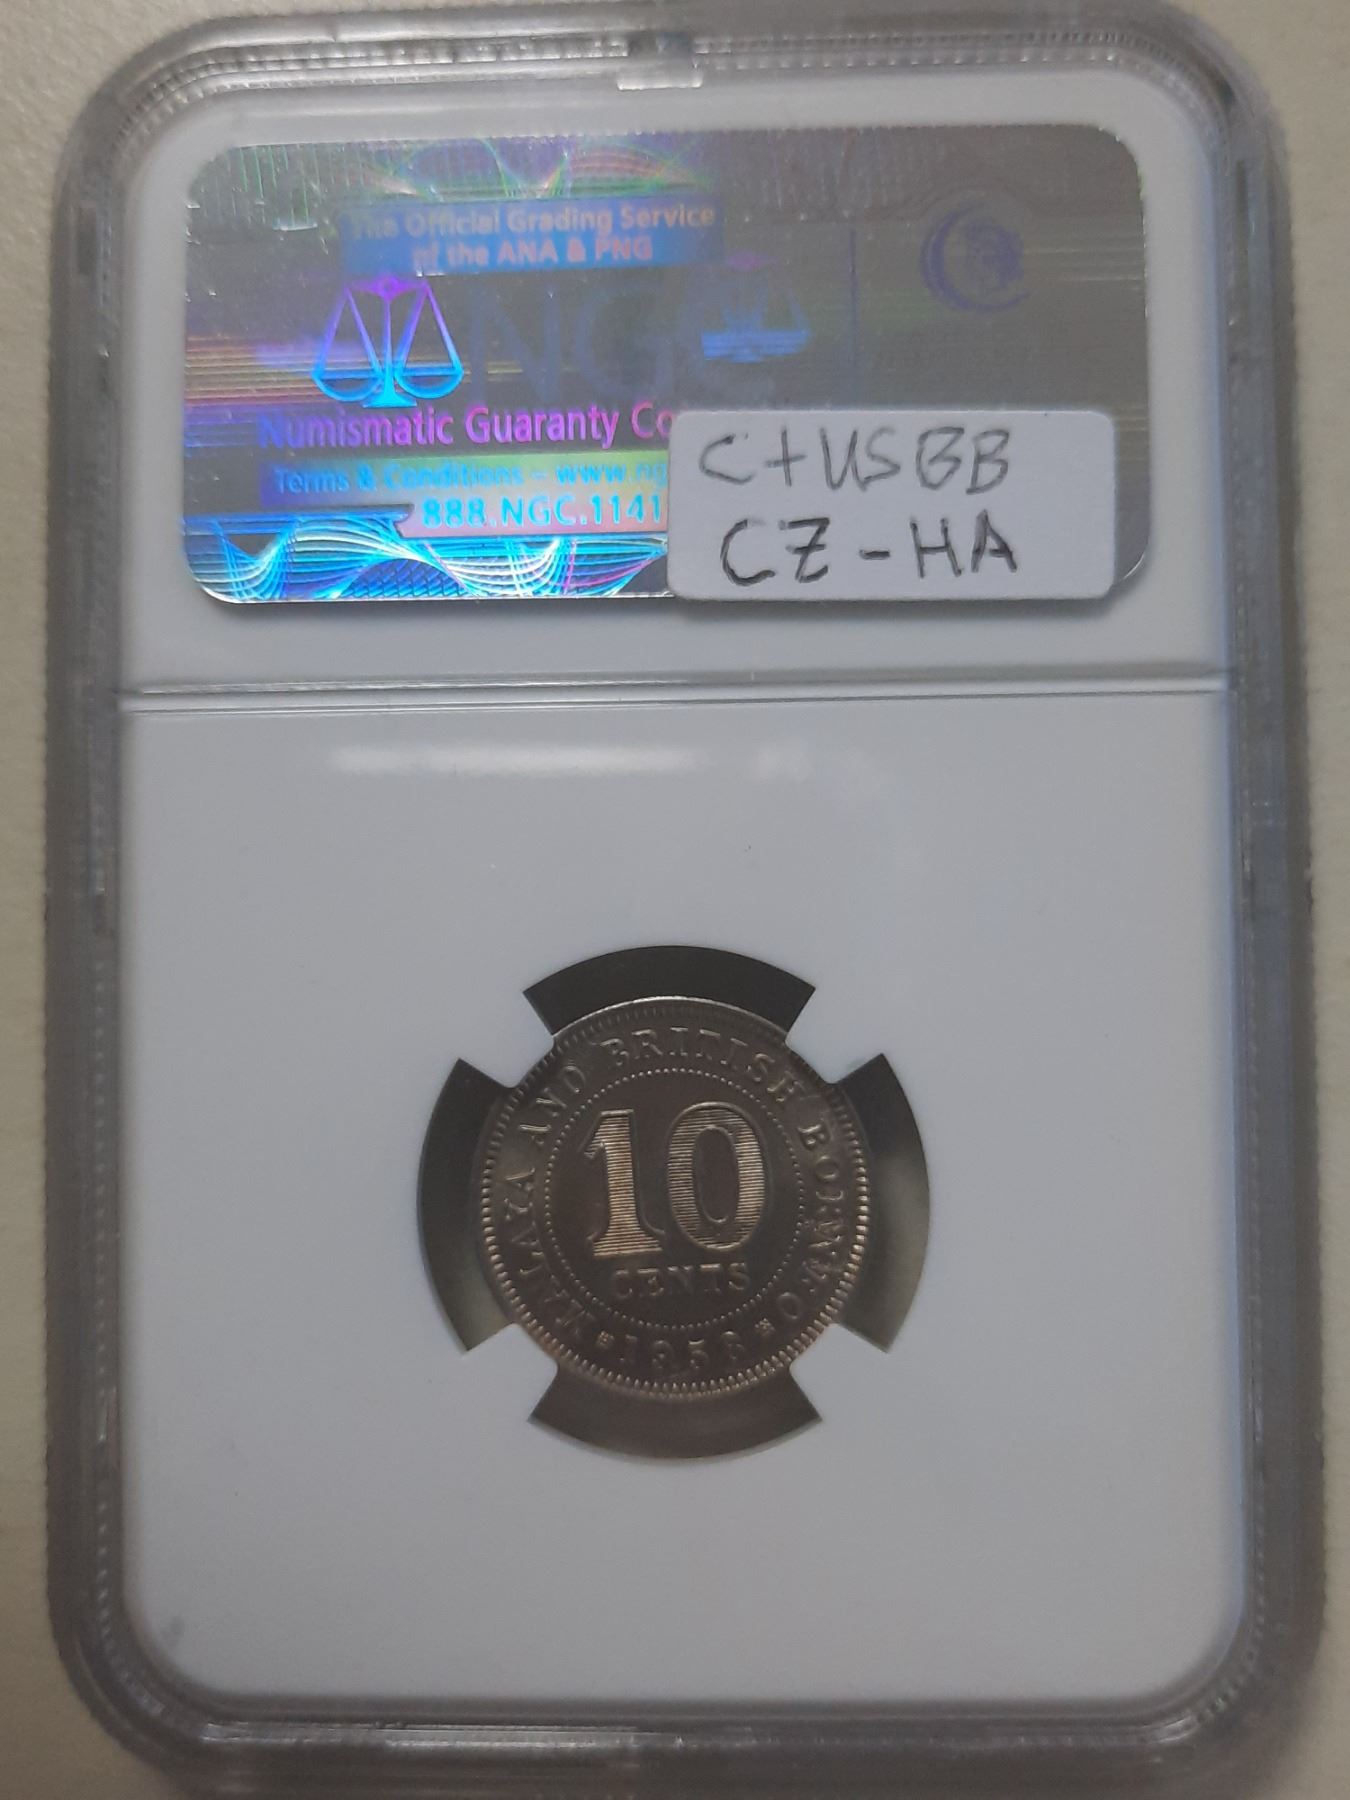 The Official Grading Service
of the ANA & PNG
NGC
Numismatic Guaranty Co
Terms & Conditions - www.ng
888.NGC.1141
C+USBB
CZ-HA
MALAYA AND BRITISH BORNEO
10
CENTS
1958